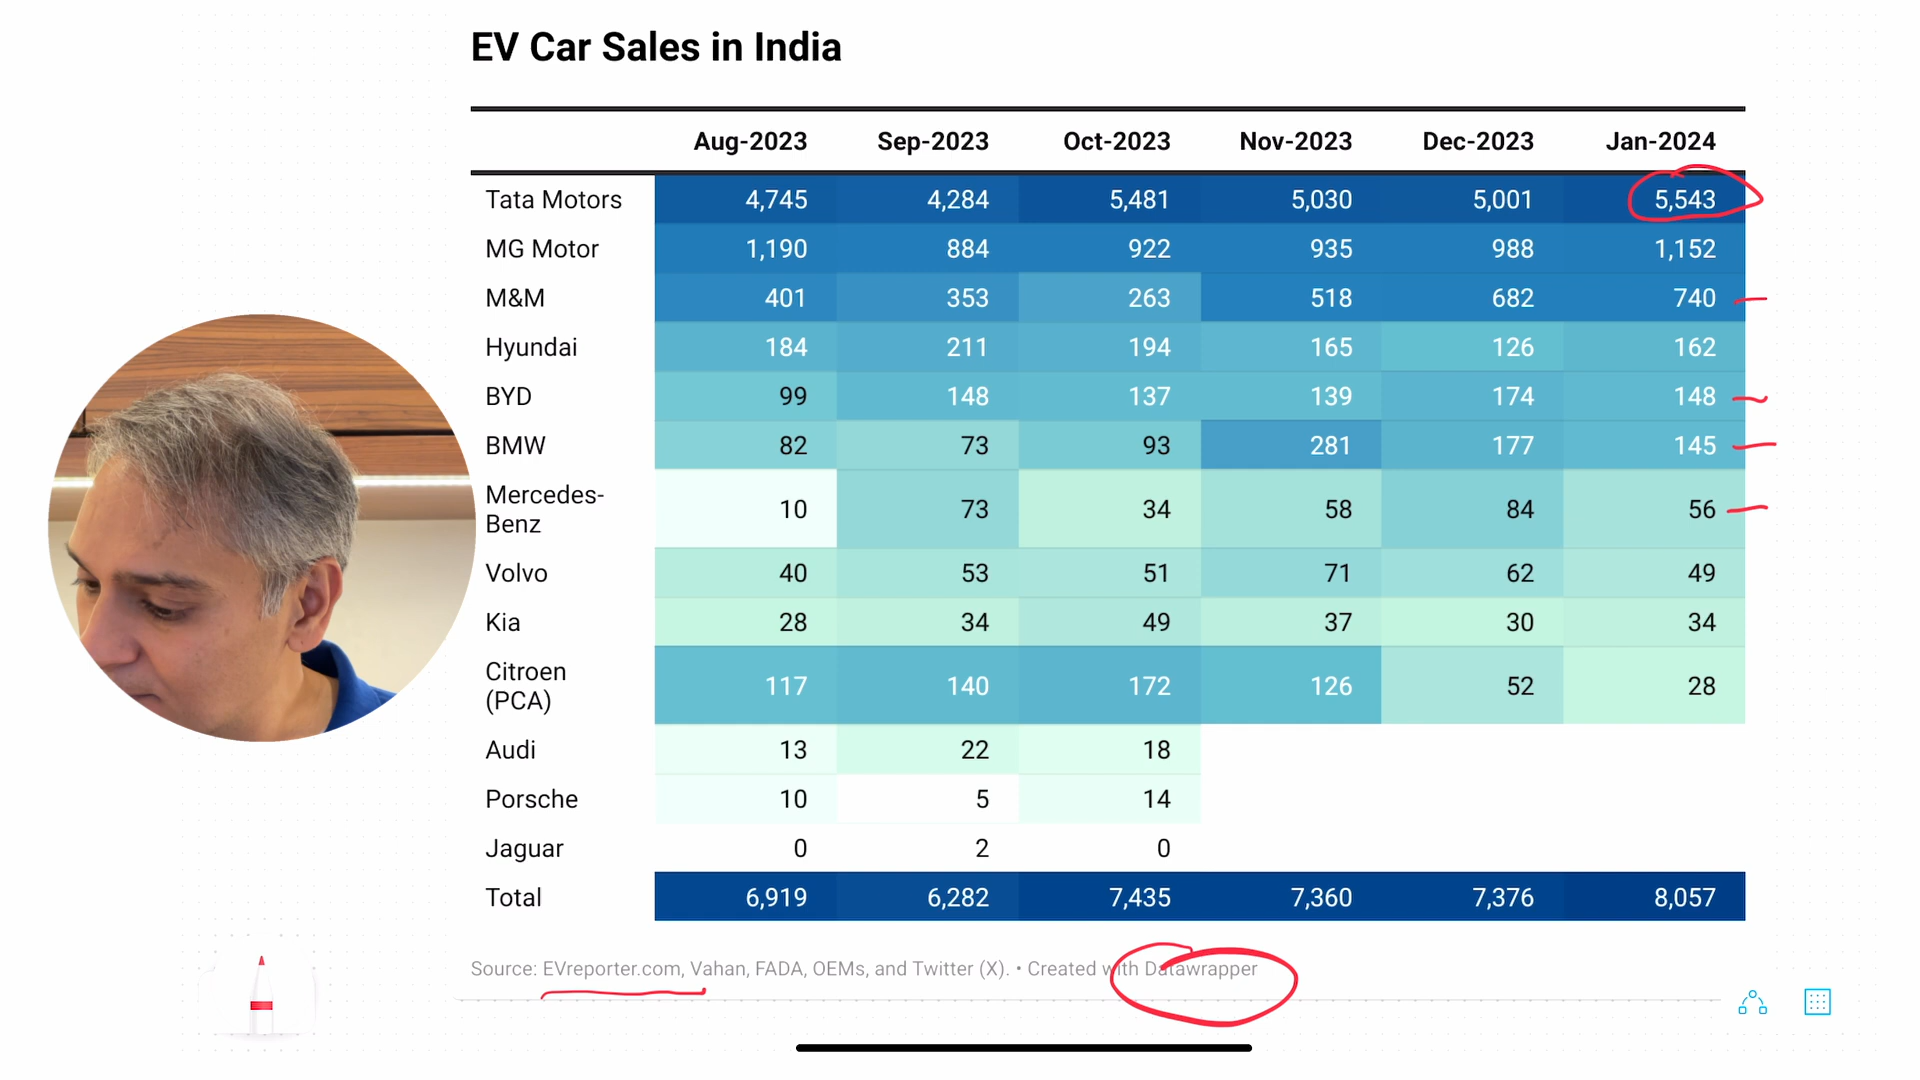 EV Car Sales in India
Aug-2023 Sep-2023 Oct-2023 Nov-2023 Dec-2023 Jan-2024
Tata Motors 4,745 4,284 5,481 5,030 5,001 5,543
MG Motor 1,190 884 922 935 988 1,152
M&M 401 353 263 518 682 740
Hyundai 184 211 194 165 126 162
BYD 99 148 137 139 174 148
BMW 82 73 93 281 177 145
Mercedes-
Benz 10 73 34 58 84 56
Volvo 40 53 51 71 62 49
Kia 28 34 49 37 30 34
Citroen
(PCA) 117 140 172 126 52 28
Audi 13 22 18
Porsche 10 5 14
Jaguar 0 2 0
Total 6,919 6,282 7,435 7,360 7,376 8,057
Source: EVreporter.com, Vahan, FADA, OEMs, and Twitter (X). • Created with Datawrapper